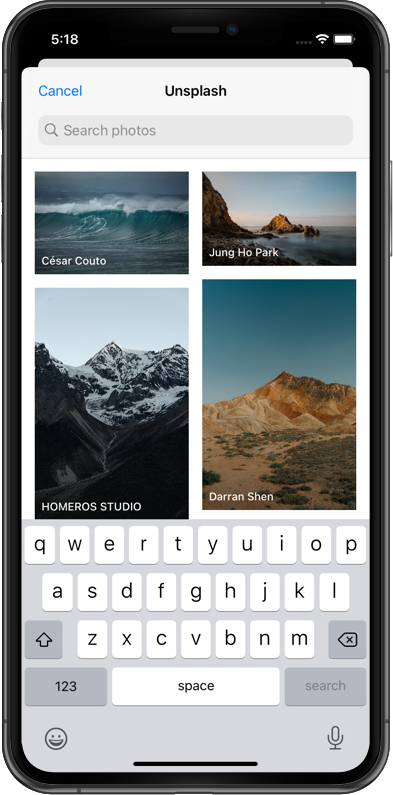 5:18
Cancel
Unsplash
Search photos
César Couto
Jung Ho Park
HOMEROS STUDIO
Darran Shen
q w e r t y u i o p
a s d f g h j k l
z x c v b n m
123 space search